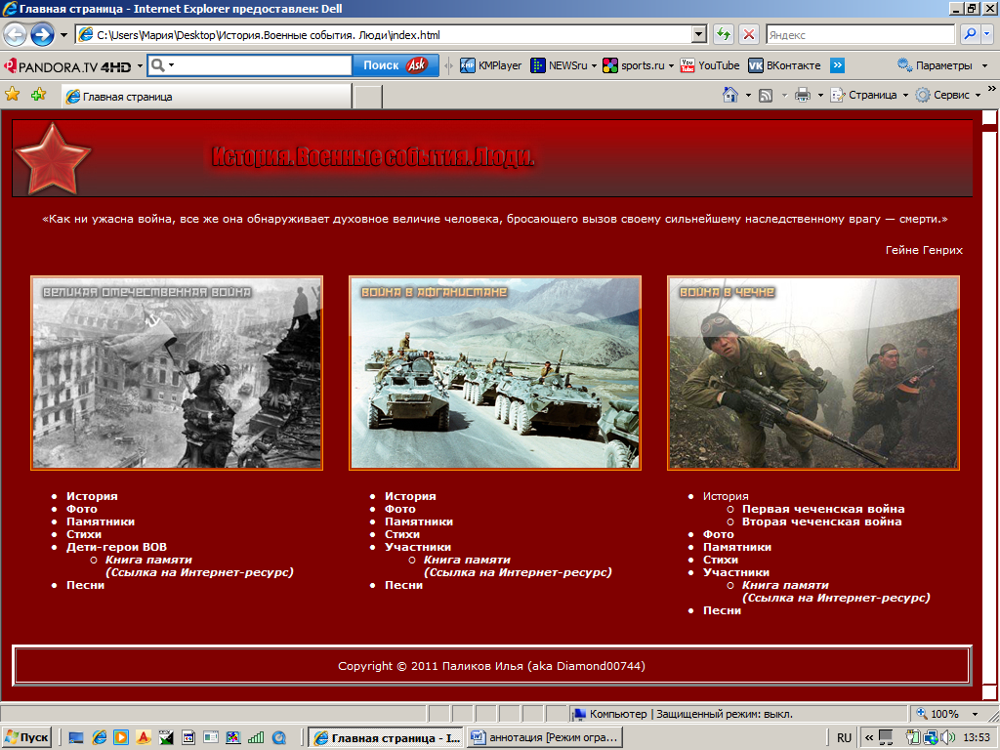 Главная страница - Internet Explorer предоставлен: Dell
C:\Users\Мария\Desktop\История.Военные события. Люди\index.html
Яндекс
PANDORA.TV 4HD
Поиск Ask
KMPlayer
NEWSru
sports.ru
YouTube
ВКонтакте
»
Параметры
Главная страница
Страница
Сервис
»
История. Военные события. Люди.
«Как ни ужасна война, все же она обнаруживает духовное величие человека, бросающего вызов своему сильнейшему наследственному врагу — смерти.»
Гейне Генрих
Великая Отечественная Война
История
Фото
Памятники
Стихи
Дети-герои ВОВ
Книга памяти
(Ссылка на Интернет-ресурс)
Песни
Война в Афганистане
История
Фото
Памятники
Стихи
Участники
Книга памяти
(Ссылка на Интернет-ресурс)
Песни
Война в Чечне
История
Первая чеченская война
Вторая чеченская война
Фото
Памятники
Стихи
Участники
Книга памяти
(Ссылка на Интернет-ресурс)
Песни
Copyright © 2011 Паликов Илья (aka Diamond00744)
Компьютер | Защищенный режим: выкл.
100%
Пуск
Главная страница - I...
аннотация [Режим огра...
RU
«
13:53